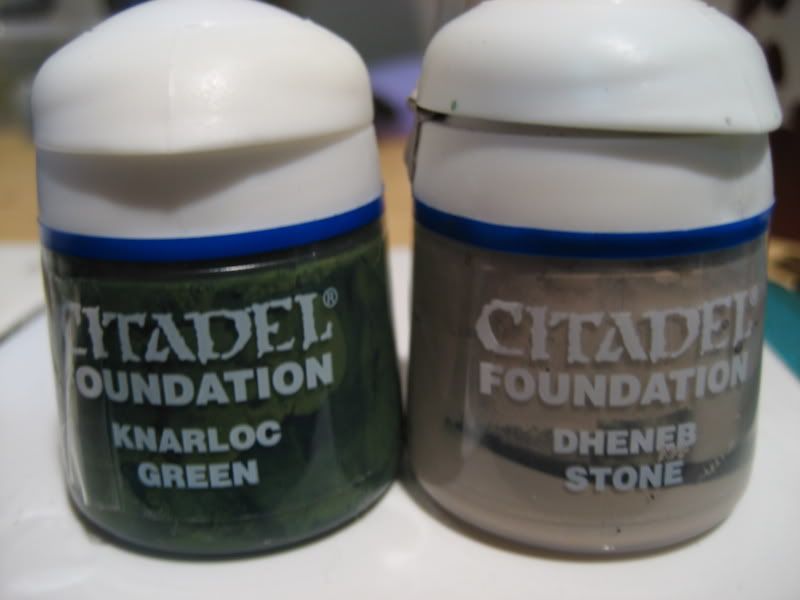 CITADEL®
FOUNDATION
KNARLOC
GREEN
CITADEL®
FOUNDATION
DHENEB
STONE